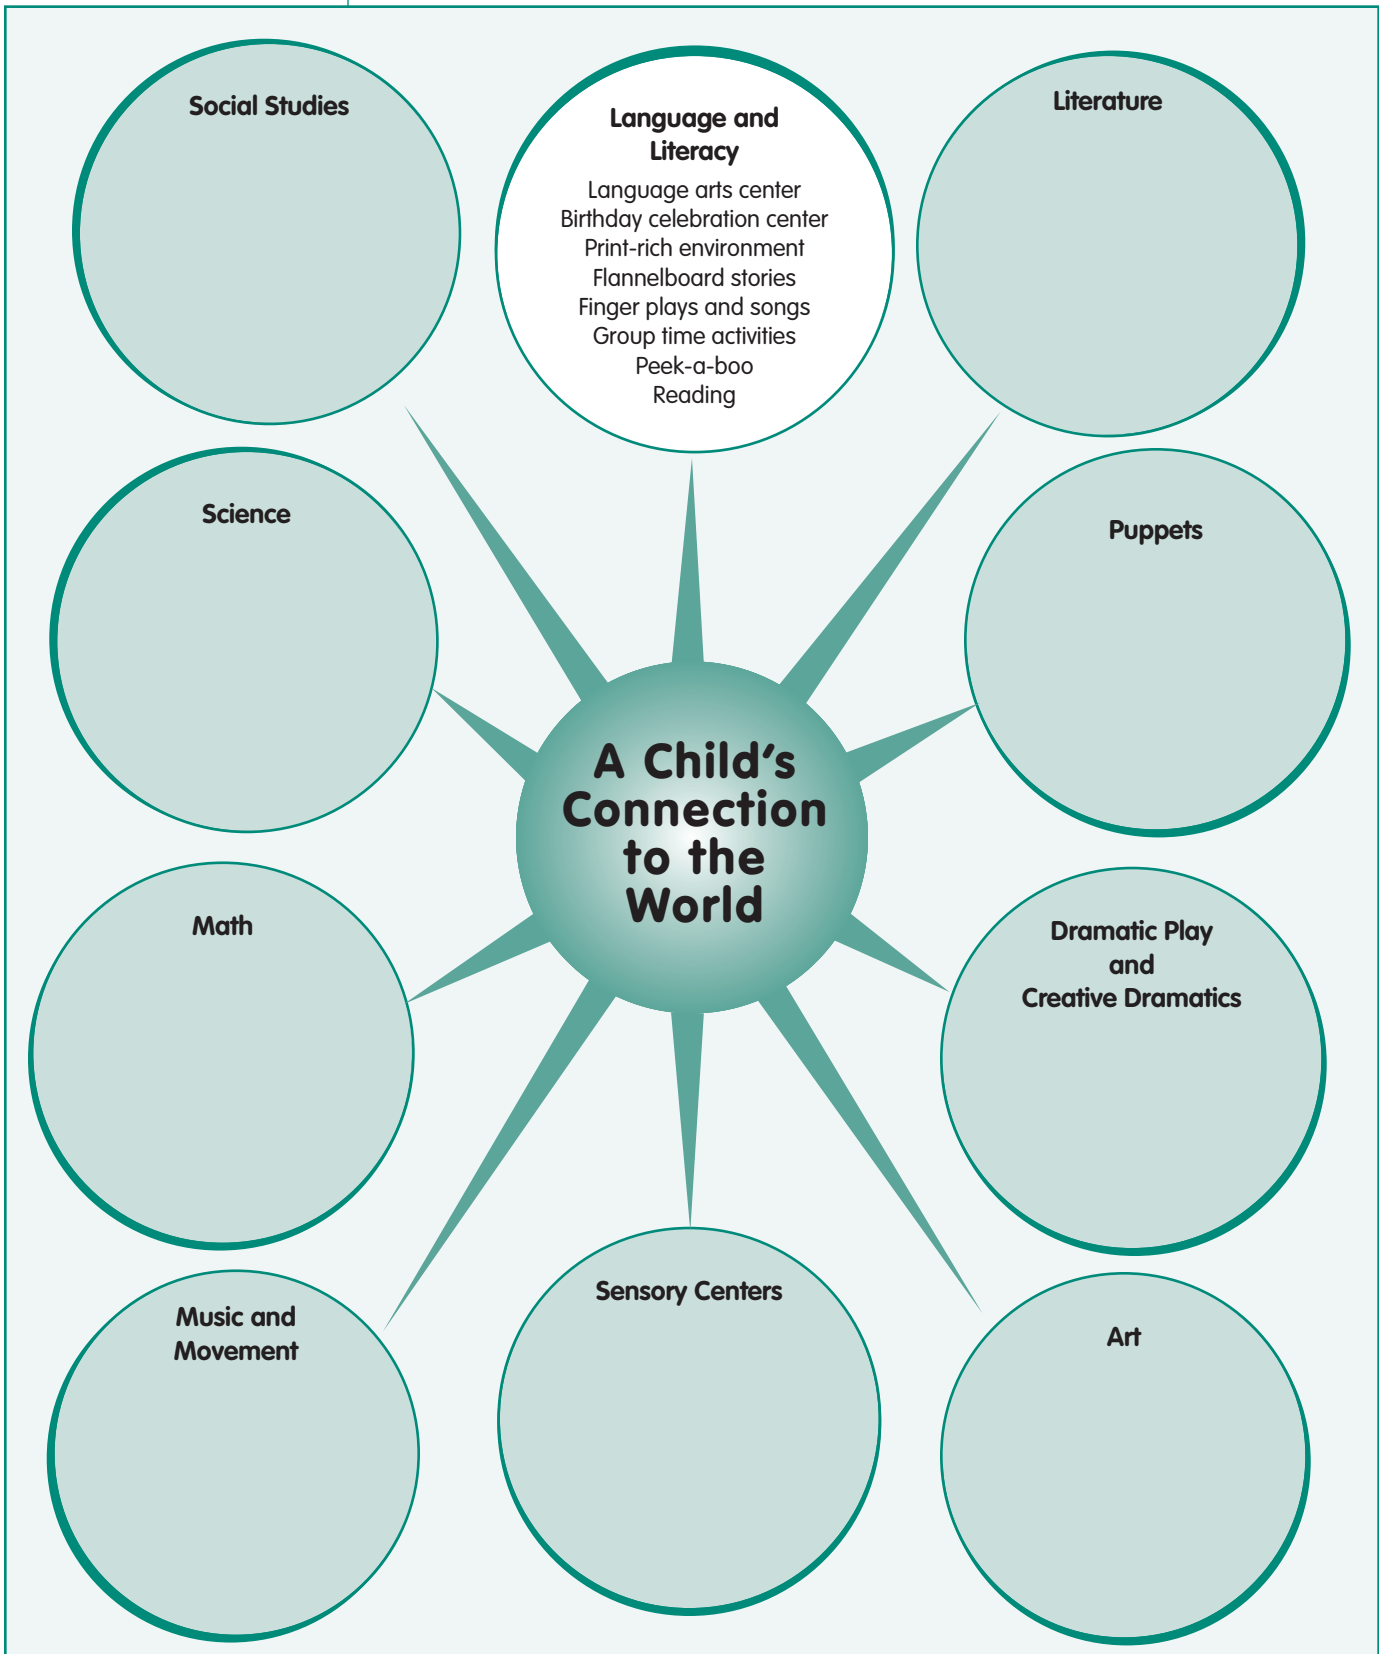 Social Studies
Language and
Literacy
Language arts center
Birthday celebration center
Print-rich environment
Flannelboard stories
Finger plays and songs
Group time activities
Peek-a-boo
Reading
Literature
Science
Puppets
A Child's
Connection
to the
World
Math
Dramatic Play
and
Creative Dramatics
Music and
Movement
Sensory Centers
Art